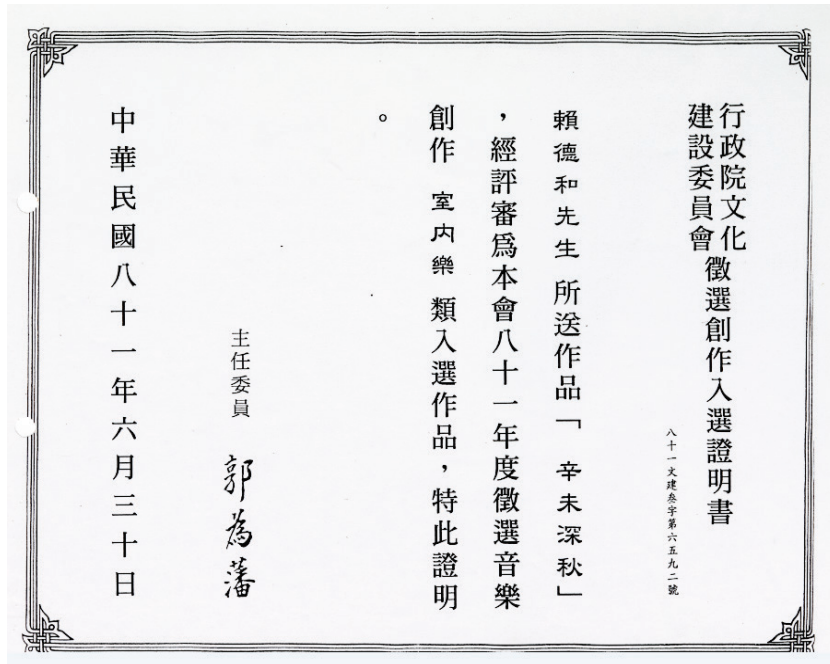 行政院文化
建設委員會
徵選創作入選證明書
八十一文建叁字第六五九二號
賴德和先生 所送作品「辛未深秋」
，經評審爲本會八十一年度徵選音樂
創作 室內樂 類入選作品，特此證明
。
主任委員 郭為藩
中華民國八十一年六月三十日